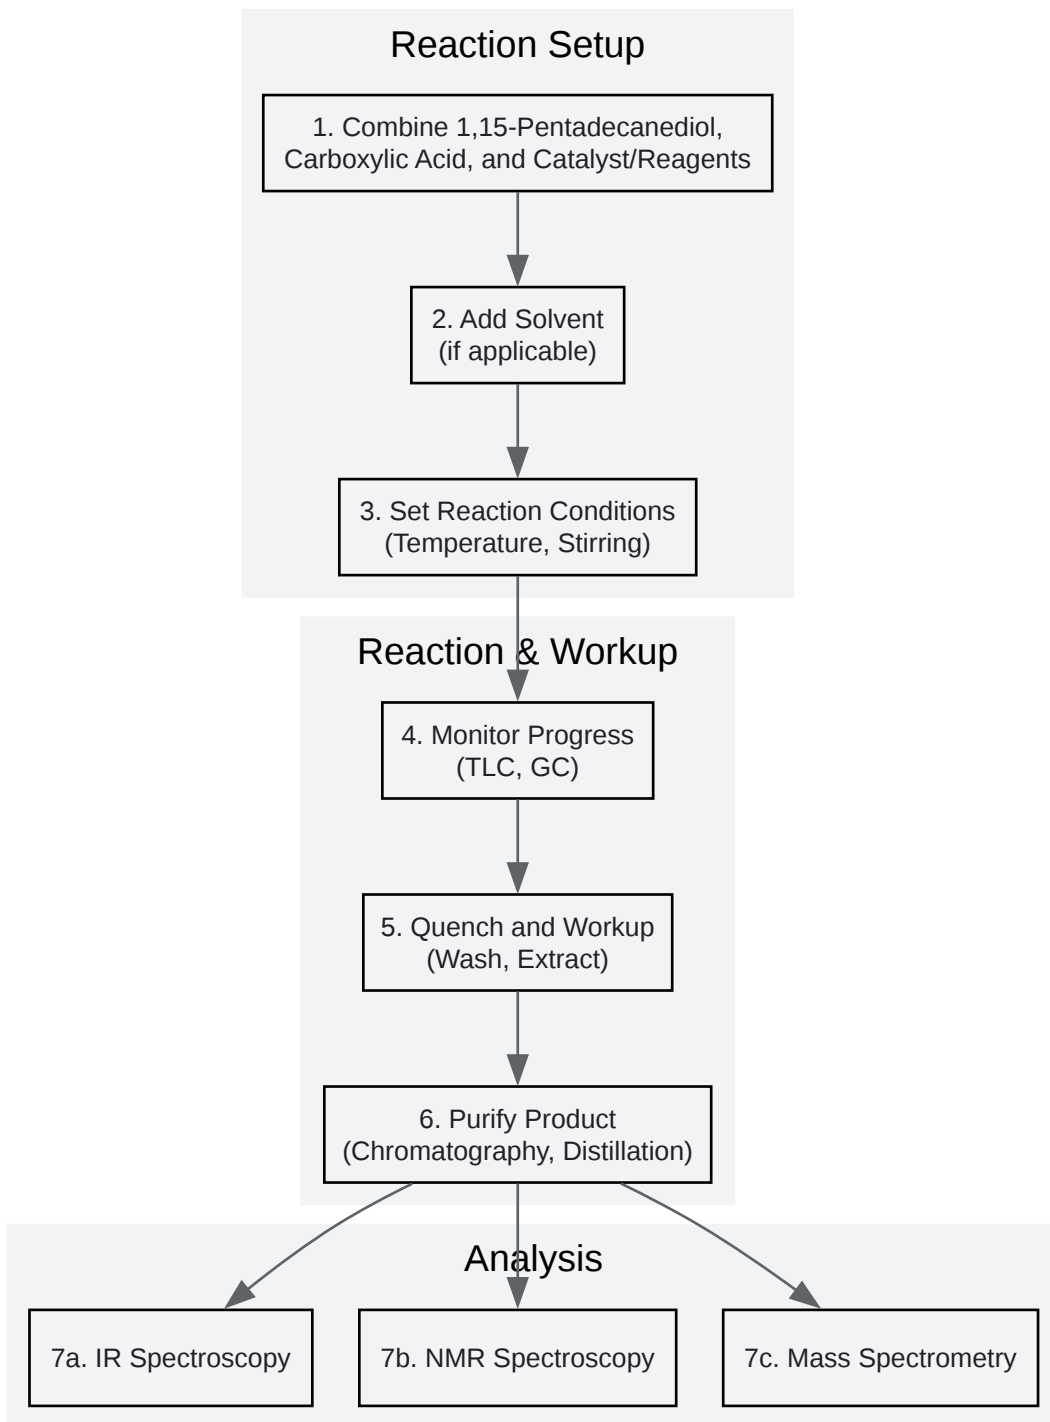 Reaction Setup
1. Combine 1,15-Pentadecanediol,
Carboxylic Acid, and Catalyst/Reagents
2. Add Solvent
(if applicable)
3. Set Reaction Conditions
(Temperature, Stirring)
Reaction & Workup
4. Monitor Progress
(TLC, GC)
5. Quench and Workup
(Wash, Extract)
6. Purify Product
(Chromatography, Distillation)
Analysis
7a. IR Spectroscopy
7b. NMR Spectroscopy
7c. Mass Spectrometry